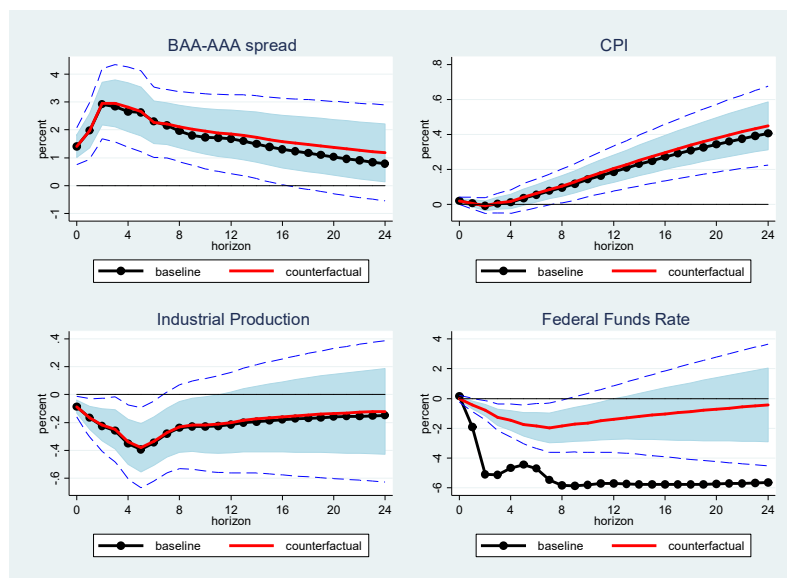 BAA-AAA spread
percent
4
3
2
1
0
-1
0 4 8 12 16 20 24
horizon
baseline counterfactual
CPI
percent
.8
.6
.4
.2
0
0 4 8 12 16 20 24
horizon
baseline counterfactual
Industrial Production
percent
.4
.2
0
-.2
-.4
-.6
0 4 8 12 16 20 24
horizon
baseline counterfactual
Federal Funds Rate
percent
4
2
0
-2
-4
-6
0 4 8 12 16 20 24
horizon
baseline counterfactual